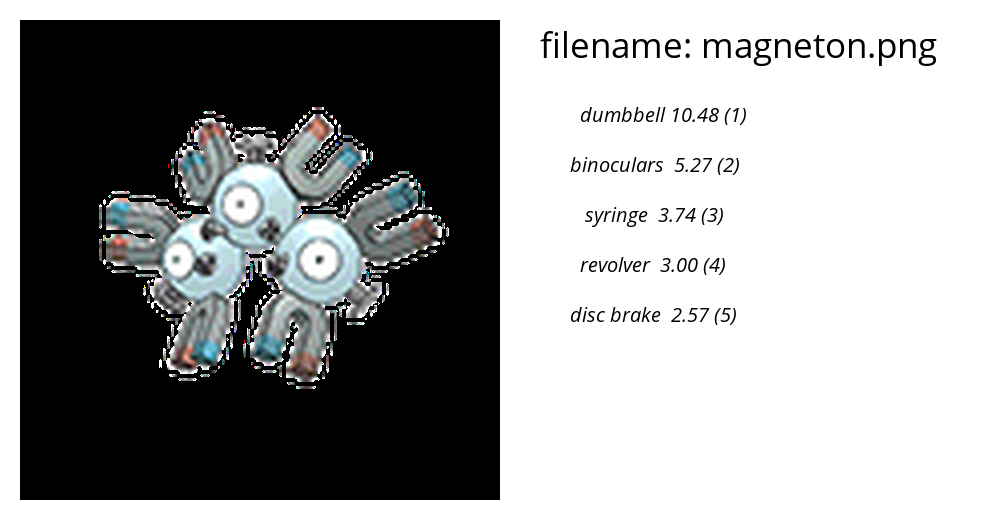 filename: magneton.png
dumbbell 10.48 (1)
binoculars 5.27 (2)
syringe 3.74 (3)
revolver 3.00 (4)
disc brake 2.57 (5)